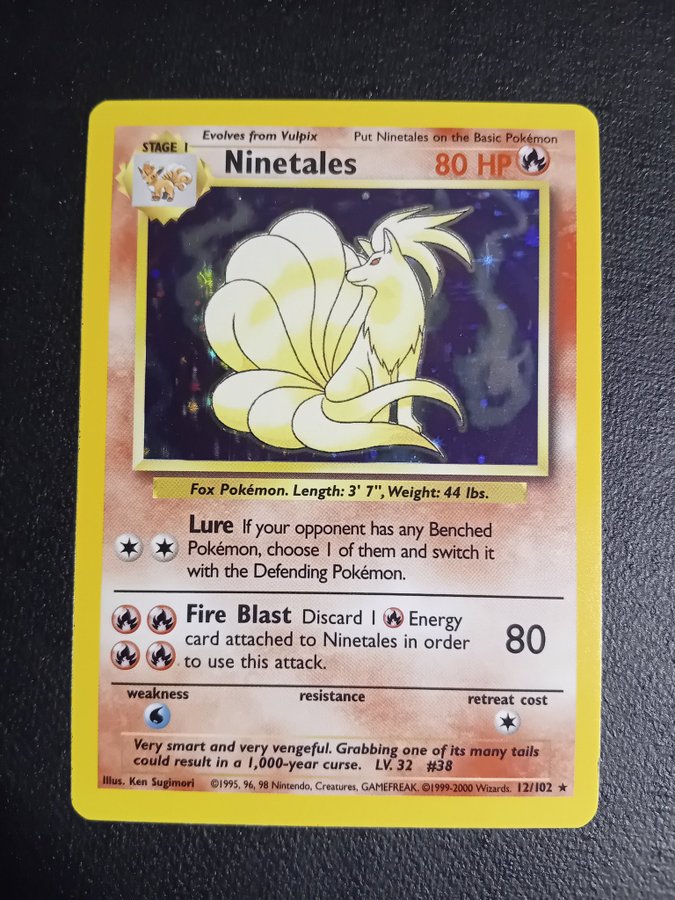 Evolves from Vulpix
Put Ninetales on the Basic Pokémon
STAGE 1
Ninetales
80 HP
Fox Pokémon. Length: 3' 7", Weight: 44 lbs.
Lure If your opponent has any Benched
Pokémon, choose 1 of them and switch it
with the Defending Pokémon.
Fire Blast Discard 1 Energy
card attached to Ninetales in order
to use this attack.
80
weakness
resistance
retreat cost
Very smart and very vengeful. Grabbing one of its many tails
could result in a 1,000-year curse. LV. 32 #38
Illus. Ken Sugimori ©1995, 96, 98 Nintendo, Creatures, GAMEFREAK. ©1999-2000 Wizards. 12/102 ★